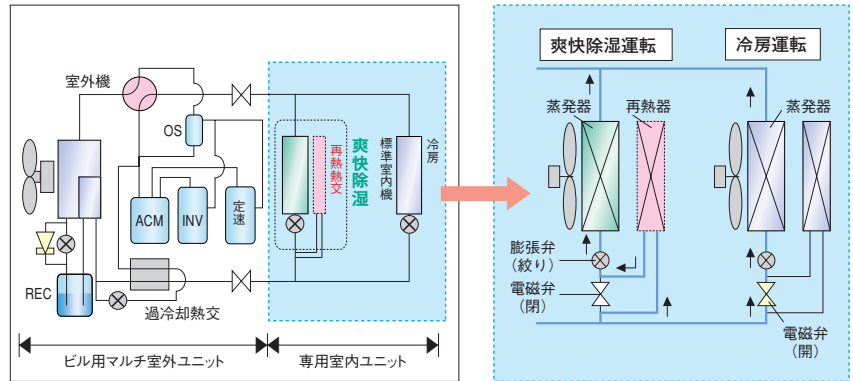 室外機
OS
ACM
INV
定速
REC
過冷却熱交
再熱熱交
爽快除湿
標準室内機
冷房
ビル用マルチ室外ユニット
専用室内ユニット
爽快除湿運転
冷房運転
蒸発器
再熱器
蒸発器
膨張弁
(絞り)
電磁弁
(閉)
電磁弁
(開)